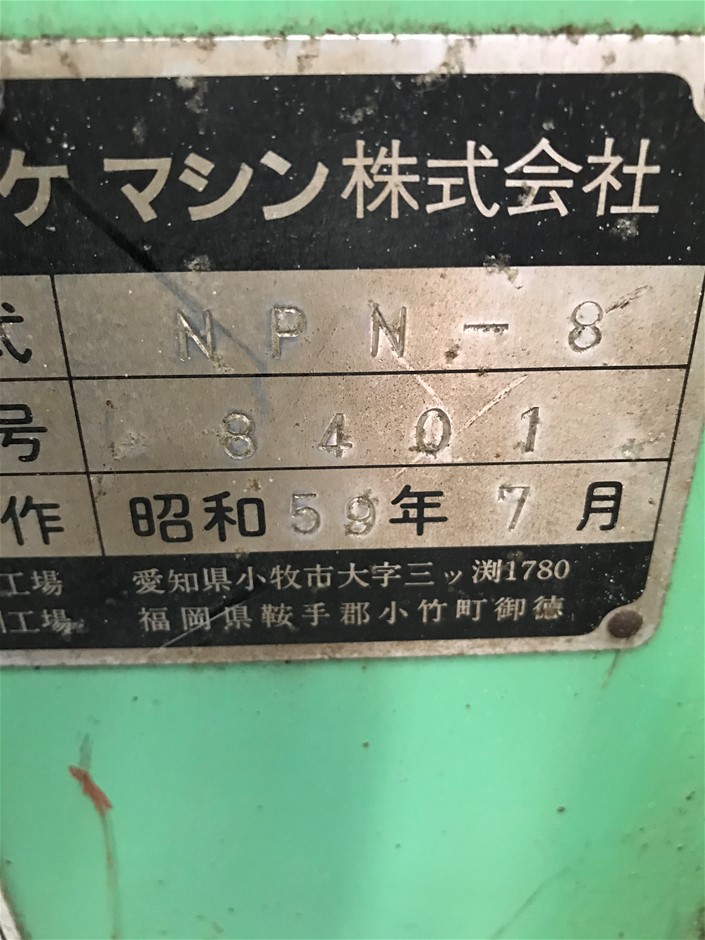 ケ マシン株式会社
式 NPN-8
号 8401
作 昭和59年 7月
工場 愛知県小牧市大字三ッ渕1780
工場 福岡県鞍手郡小竹町御徳